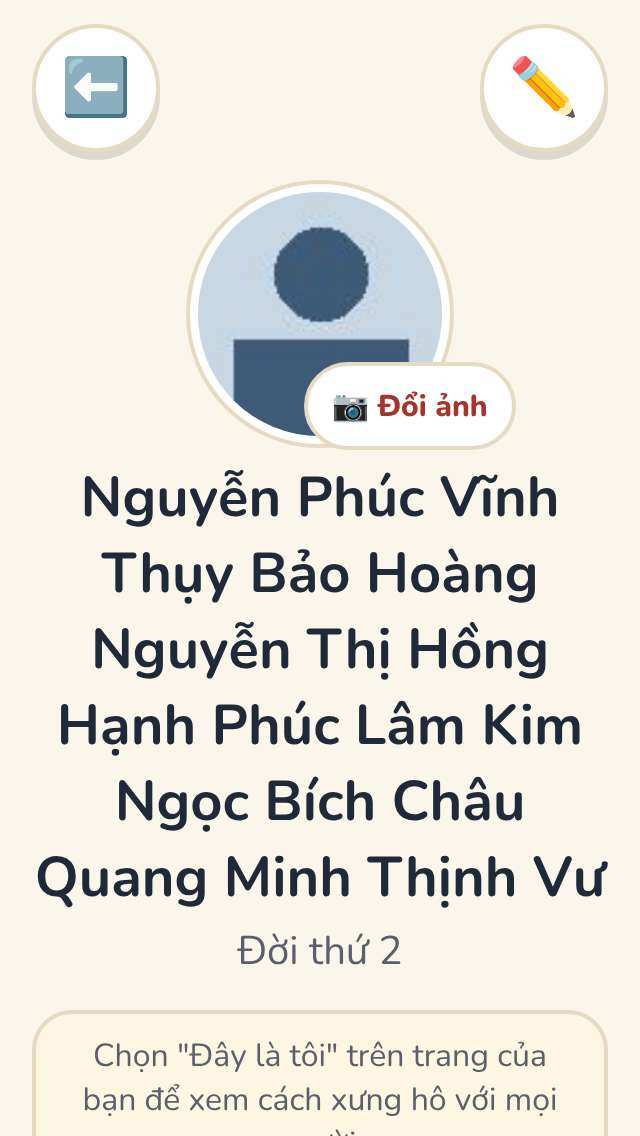 Đổi ảnh
Nguyễn Phúc Vĩnh
Thụy Bảo Hoàng
Nguyễn Thị Hồng
Hạnh Phúc Lâm Kim
Ngọc Bích Châu
Quang Minh Thịnh Vư
Đời thứ 2
Chọn "Đây là tôi" trên trang của
bạn để xem cách xưng hô với mọi